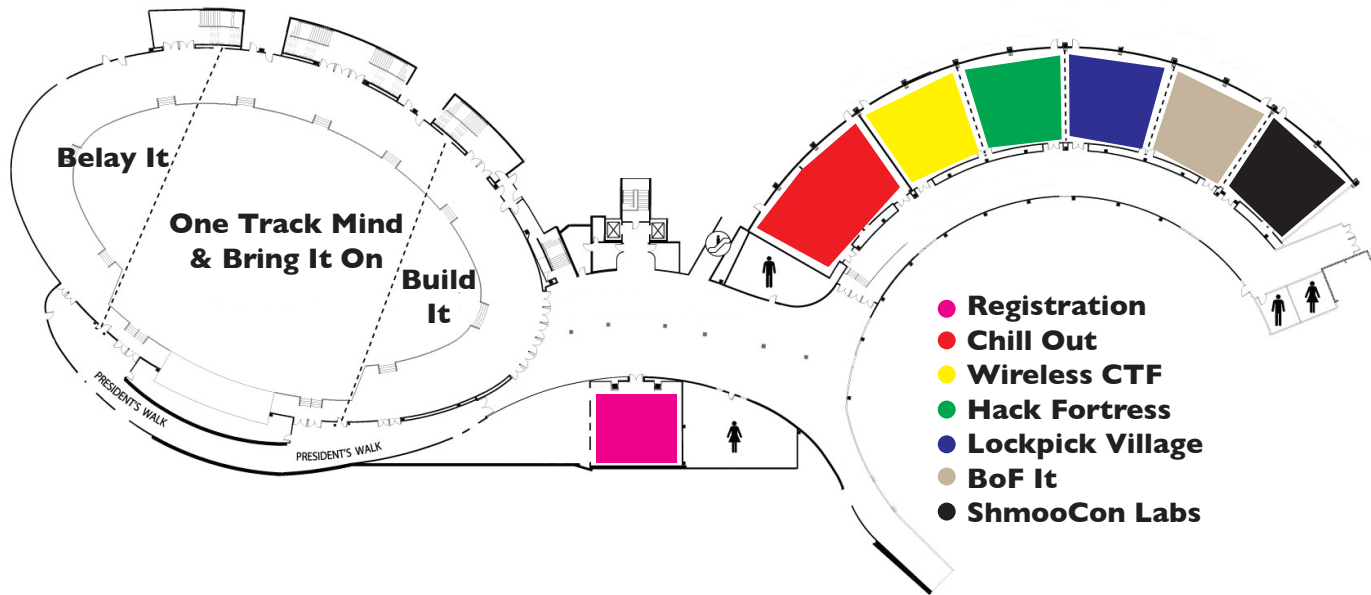 Belay It
One Track Mind
& Bring It On
Build
It
PRESIDENT'S WALK
PRESIDENT'S WALK
Registration
Chill Out
Wireless CTF
Hack Fortress
Lockpick Village
BoF It
ShmooCon Labs